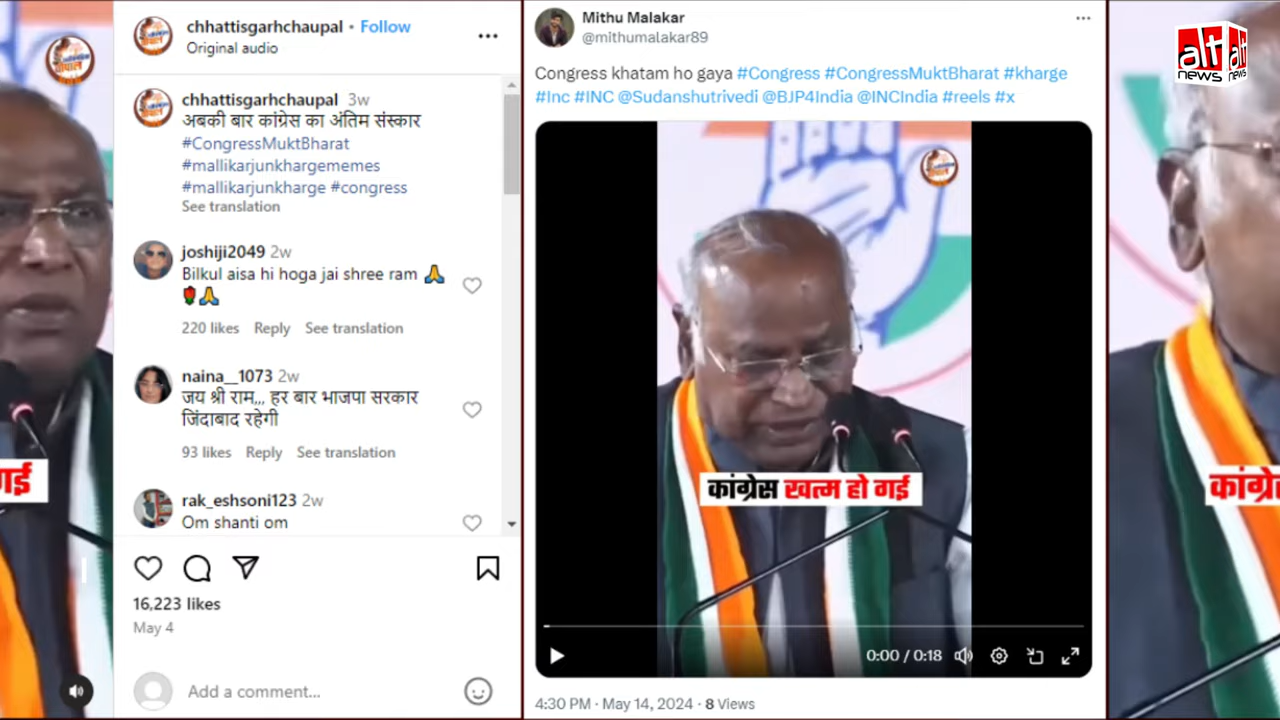 chhattisgarhchaupal • Follow
Original audio
chhattisgarhchaupal 3w
अबकी बार कांग्रेस का अंतिम संस्कार
#CongressMuktBharat
#mallikarjunkhargememes
#mallikarjunkharge #congress
See translation
joshiji2049 2w
Bilkul aisa hi hoga jai shree ram 🙏
🌹🙏
220 likes Reply See translation
naina__1073 2w
जय श्री राम,,, हर बार भाजपा सरकार
जिंदाबाद रहेगी
93 likes Reply See translation
rak_eshsoni123 2w
Om shanti om
16,223 likes
May 4
Add a comment...
गई
Mithu Malakar
@mithumalakar89
Congress khatam ho gaya #Congress #CongressMuktBharat #kharge
#Inc #INC @Sudanshutrivedi @BJP4India @INCIndia #reels #x
कांग्रेस खत्म हो गई
0:00 / 0:18
4:30 PM · May 14, 2024 · 8 Views
alt
news
alt
news